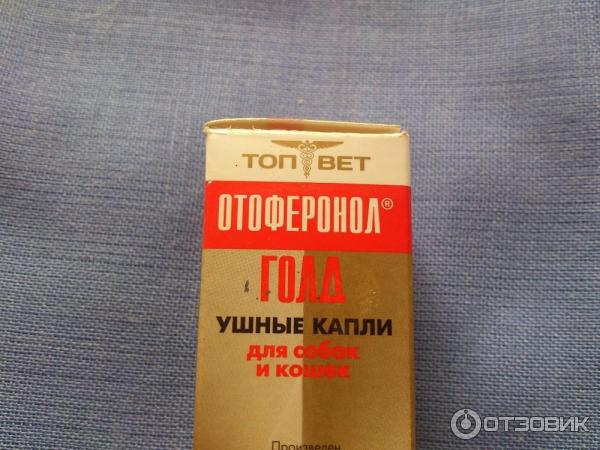 ТОП ВЕТ
ОТОФЕРОНОЛ®
ГОЛД
УШНЫЕ КАПЛИ
для собак
и кошек
Произведен
ОТЗОВИК